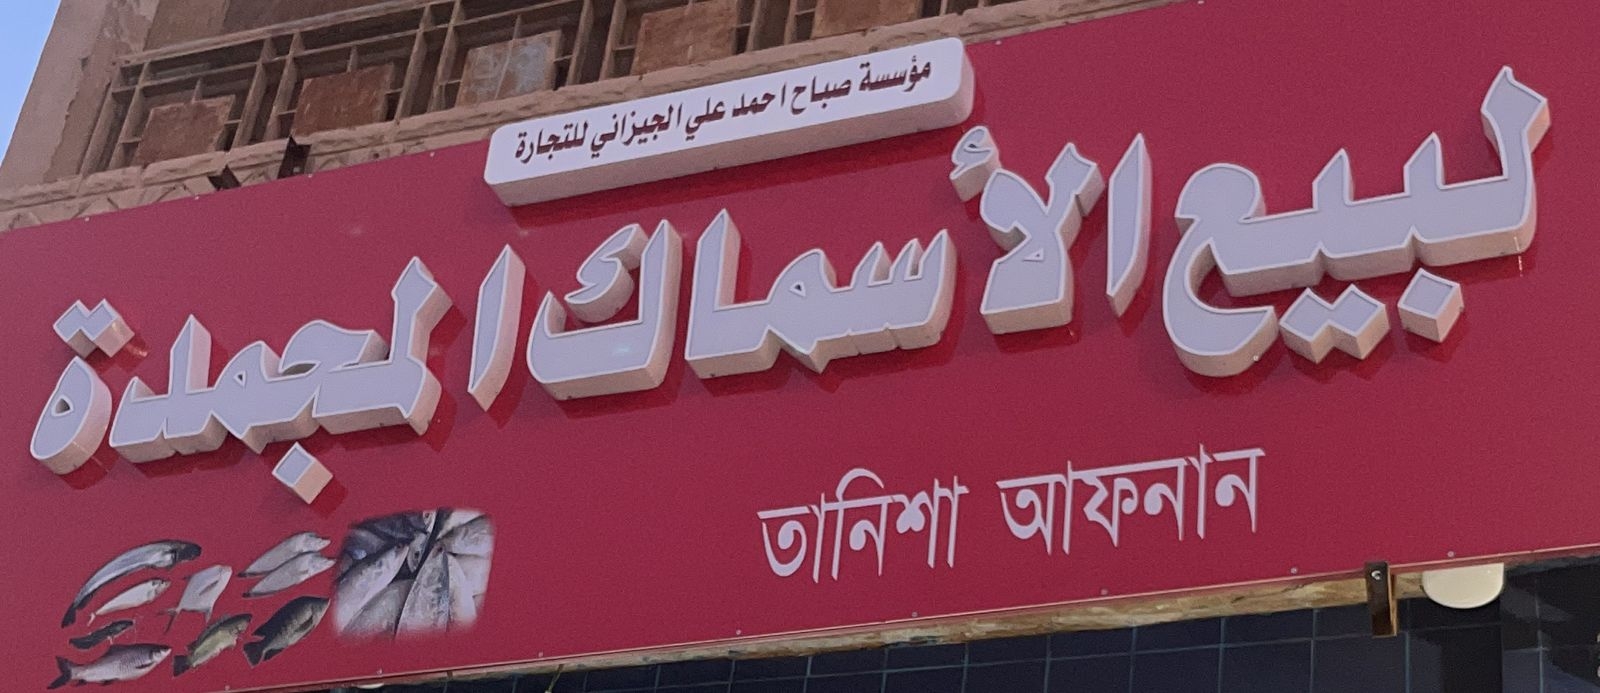 مؤسسة صباح احمد علي الجيزاني للتجارة
لبيع الأسماك المجمدة
তানিশা আফনান